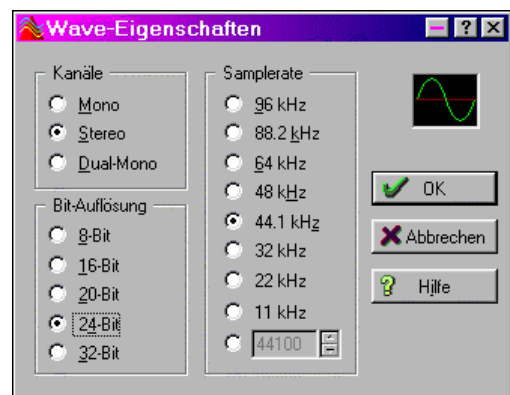 Wave-Eigenschaften
Kanäle
Mono
Stereo
Dual-Mono
Bit-Auflösung
8-Bit
16-Bit
20-Bit
24-Bit
32-Bit
Samplerate
96 kHz
88.2 kHz
64 kHz
48 kHz
44.1 kHz
32 kHz
22 kHz
11 kHz
44100
OK
Abbrechen
Hilfe